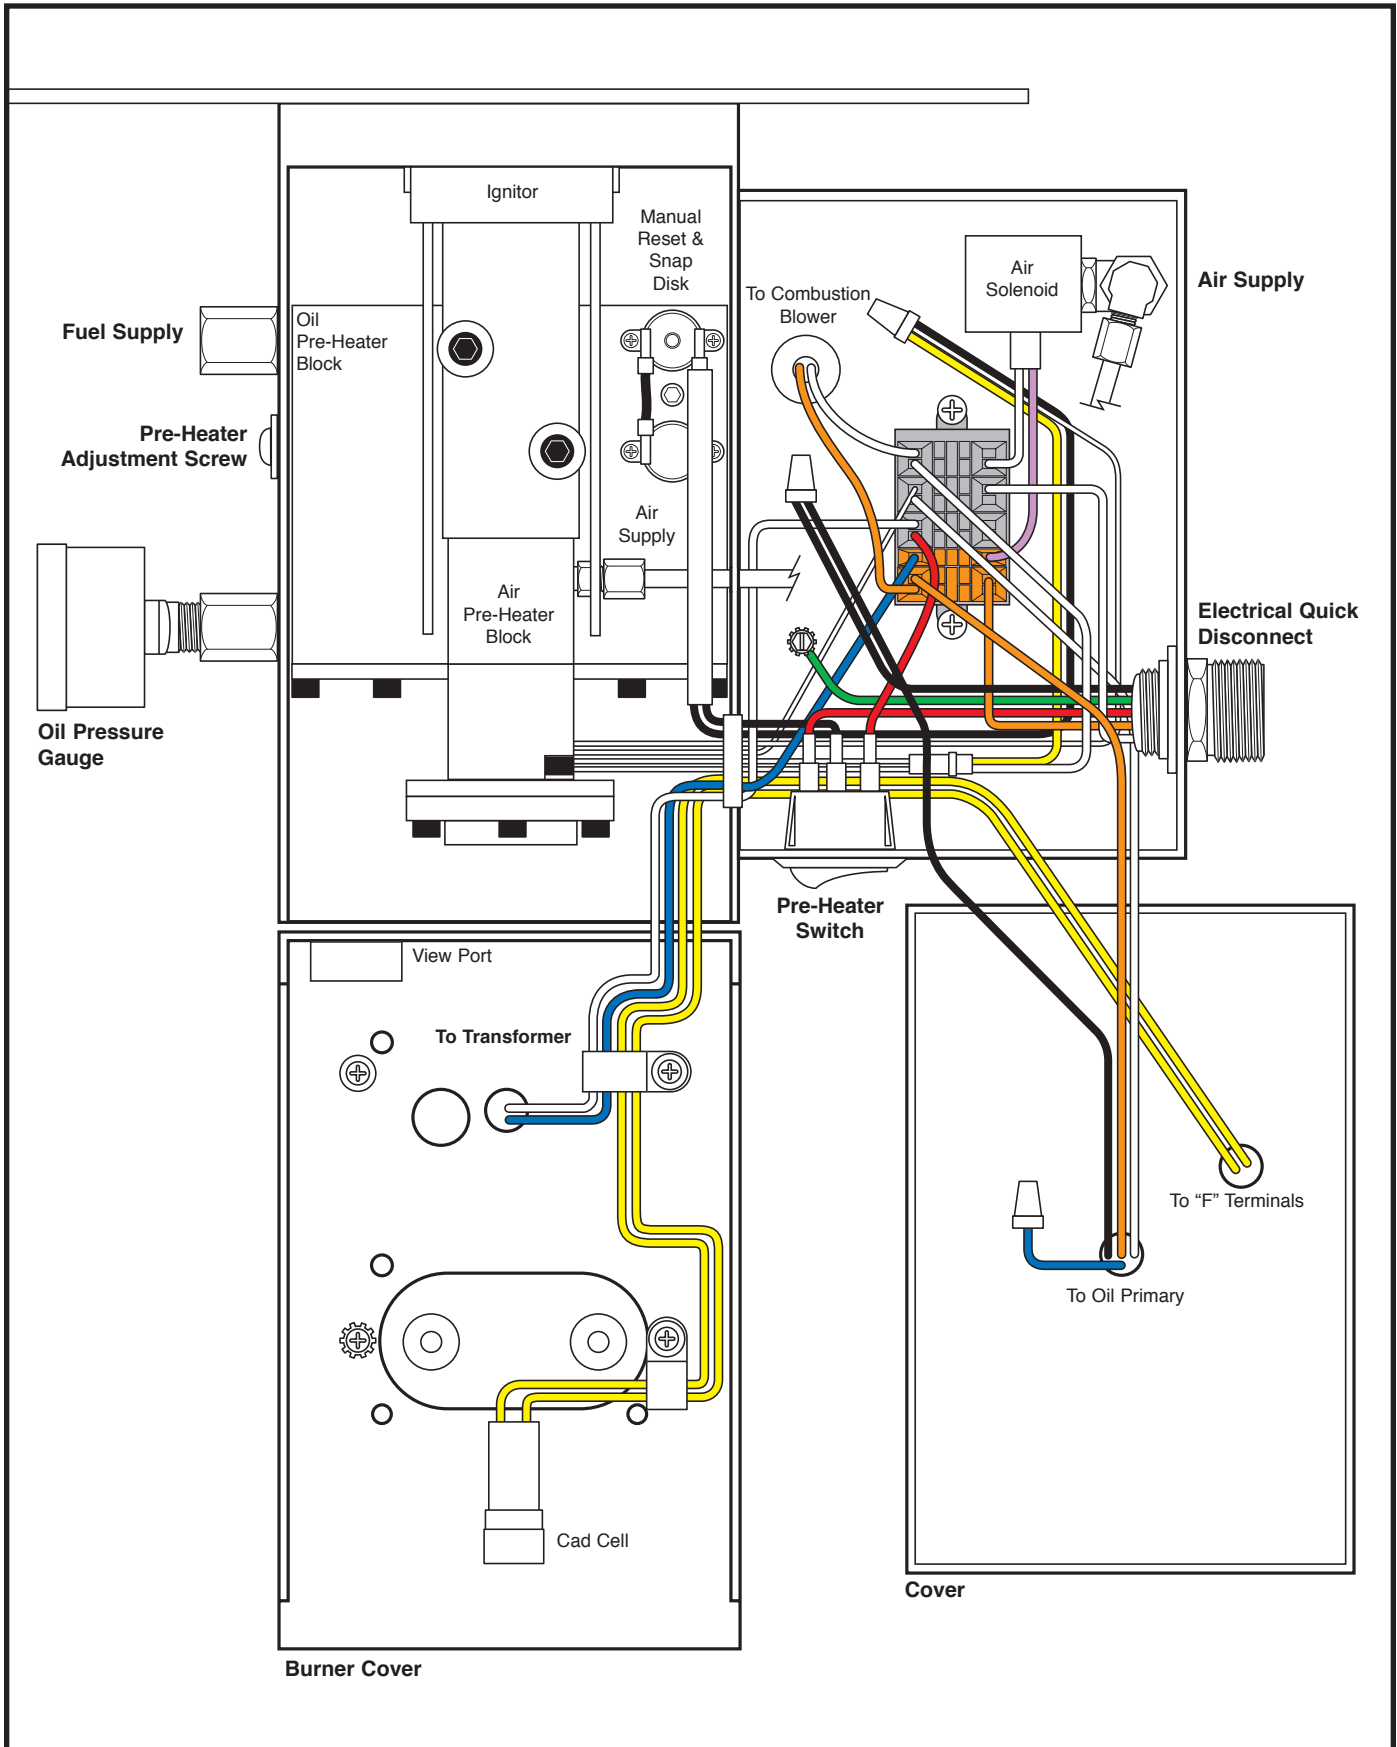 Ignitor
Manual
Reset &
Snap
Disk
Air
Solenoid
Air Supply
To Combustion
Blower
Fuel Supply
Oil
Pre-Heater
Block
Pre-Heater
Adjustment Screw
Air
Supply
Air
Pre-Heater
Block
Electrical Quick
Disconnect
Oil Pressure
Gauge
Pre-Heater
Switch
View Port
To Transformer
To “F” Terminals
To Oil Primary
Cad Cell
Cover
Burner Cover